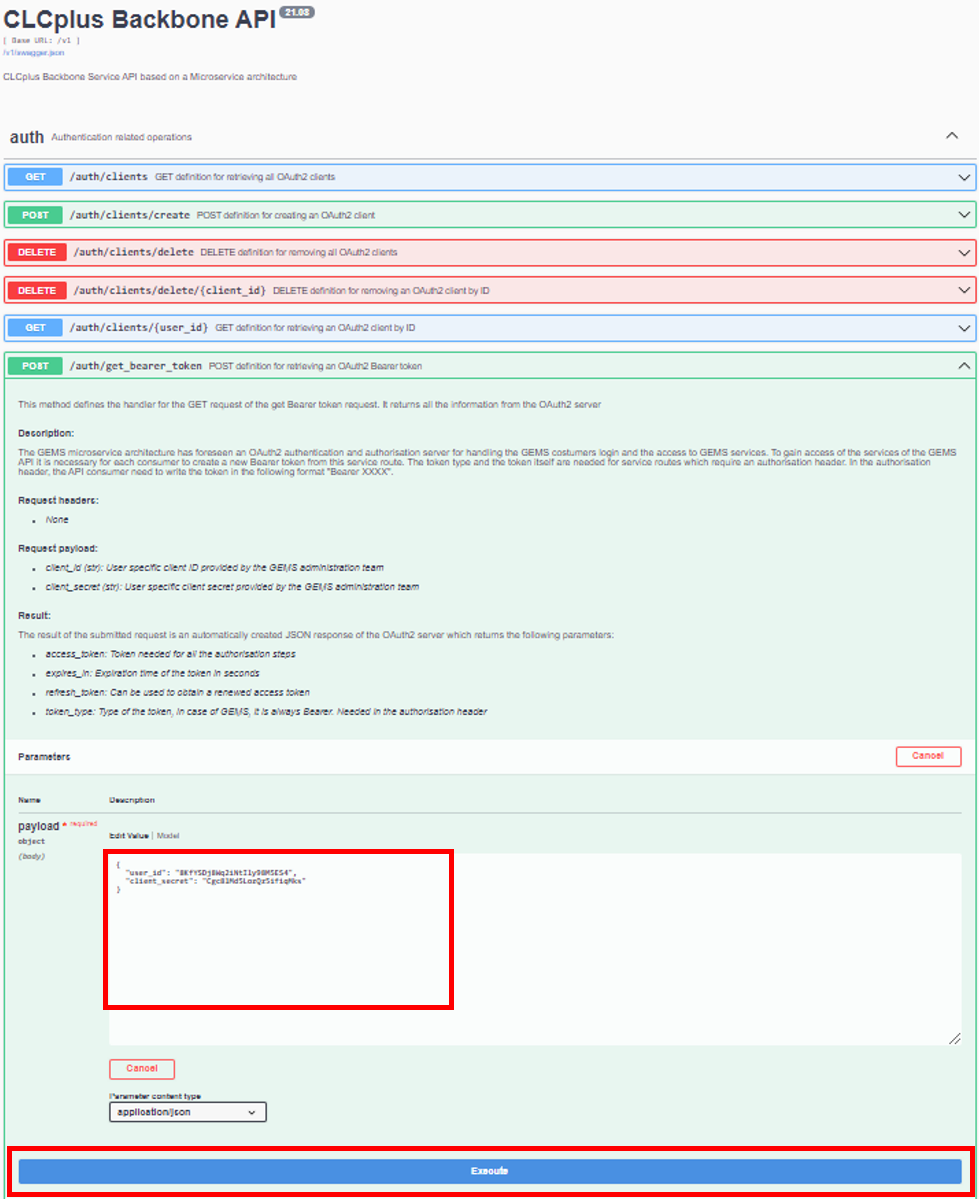 CLCplus Backbone API 21.03
[ Base URL: /v1 ]
/v1/swagger.json
CLCplus Backbone Service API based on a Microservice architecture
auth Authentication related operations
GET /auth/clients GET definition for retrieving all OAuth2 clients
POST /auth/clients/create POST definition for creating an OAuth2 client
DELETE /auth/clients/delete DELETE definition for removing all OAuth2 clients
DELETE /auth/clients/delete/{client_id} DELETE definition for removing an OAuth2 client by ID
GET /auth/clients/{user_id} GET definition for retrieving an OAuth2 client by ID
POST /auth/get_bearer_token POST definition for retrieving an OAuth2 Bearer token
This method defines the handler for the GET request of the get Bearer token request. It returns all the information from the OAuth2 server
Description:
The GEMS microservice architecture has foreseen an OAuth2 authentication and authorisation server for handling the GEMS costumers login and the access to GEMS services. To gain access of the services of the GEMS
API it is necessary for each consumer to create a new Bearer token from this service route. The token type and the token itself are needed for service routes which require an authorisation header. In the authorisation
header, the API consumer need to write the token in the following format "Bearer XXXX".
Request headers:
None
Request payload:
client_id (str): User specific client ID provided by the GEMS administration team
client_secret (str): User specific client secret provided by the GEMS administration team
Result:
The result of the submitted request is an automatically created JSON response of the OAuth2 server which returns the following parameters:
access_token: Token needed for all the authorisation steps
expires_in: Expiration time of the token in seconds
refresh_token: Can be used to obtain a renewed access token
token_type: Type of the token, in case of GEMS, it is always Bearer. Needed in the authorisation header
Parameters Cancel
Name Description
payload * required
object
(body)
Edit Value | Model
{
"user_id":
"client_secret":
}
Cancel
Parameter content type
application/json
Execute